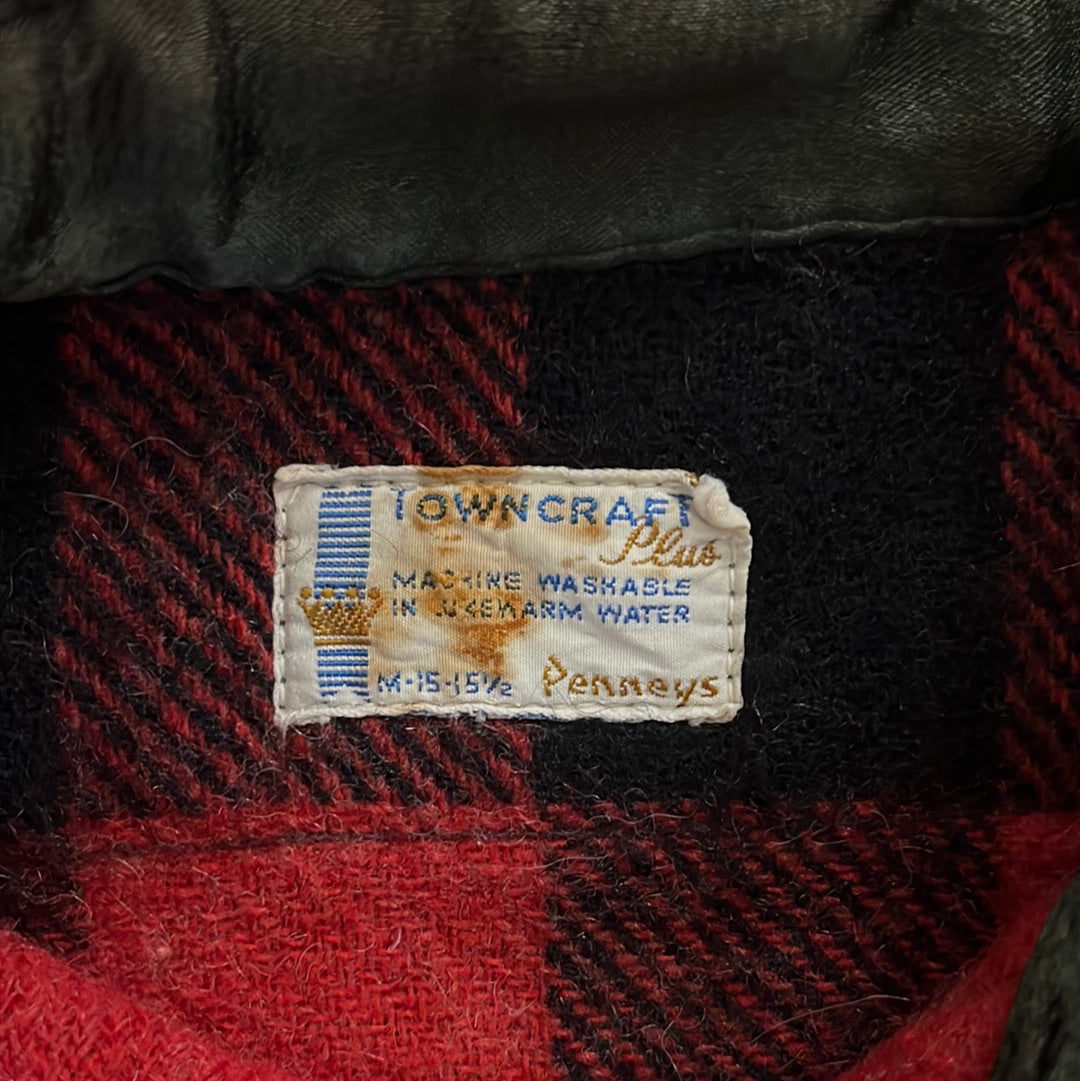 TOWNCRAFT
Plus
MACHINE WASHABLE
IN LUKEWARM WATER
M-15-15½ Penneys